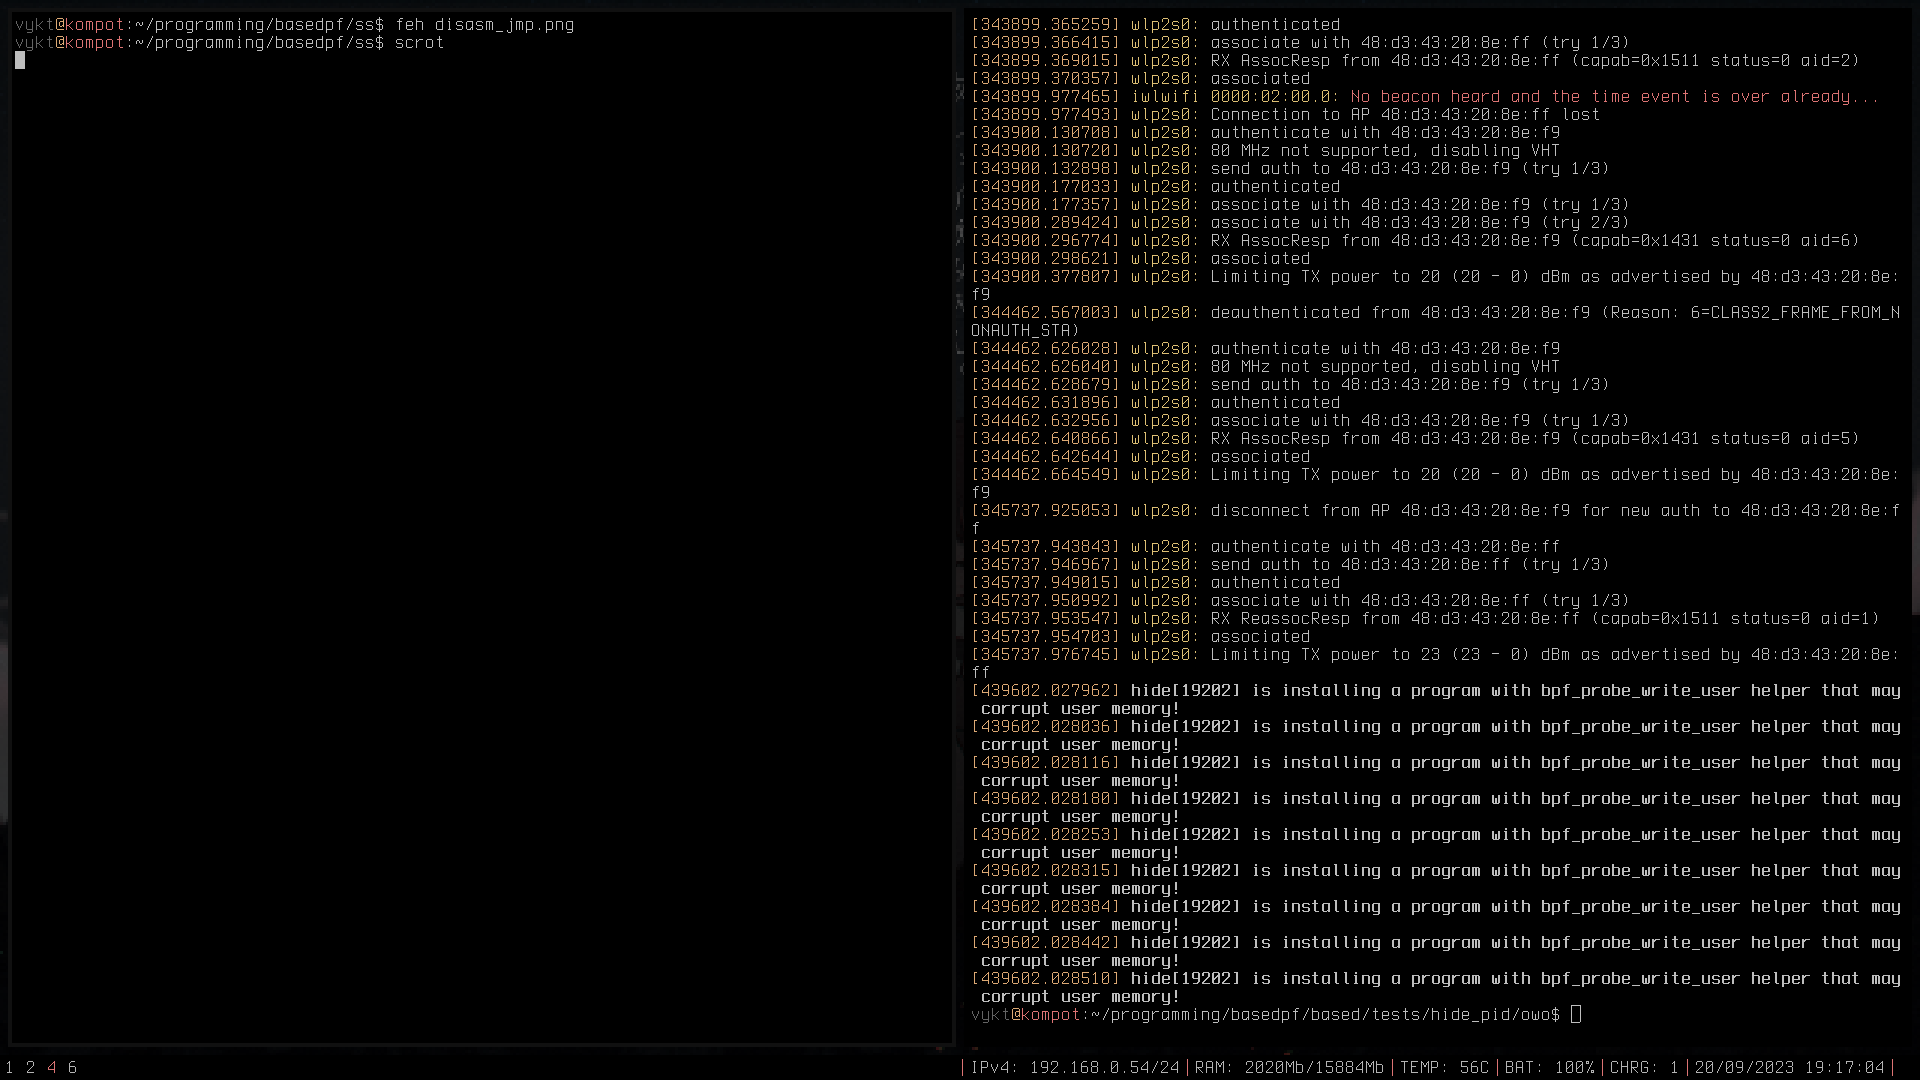 vykt@kompot:~/programming/basedpf/ss$ feh disasm_jmp.png
vykt@kompot:~/programming/basedpf/ss$ scrot
[343899.365259] wlp2s0: authenticated
[343899.366415] wlp2s0: associate with 48:d3:43:20:8e:ff (try 1/3)
[343899.369015] wlp2s0: RX AssocResp from 48:d3:43:20:8e:ff (capab=0x1511 status=0 aid=2)
[343899.370357] wlp2s0: associated
[343899.977465] iwlwifi 0000:02:00.0: No beacon heard and the time event is over already...
[343899.977493] wlp2s0: Connection to AP 48:d3:43:20:8e:ff lost
[343900.130708] wlp2s0: authenticate with 48:d3:43:20:8e:f9
[343900.130720] wlp2s0: 80 MHz not supported, disabling VHT
[343900.132898] wlp2s0: send auth to 48:d3:43:20:8e:f9 (try 1/3)
[343900.177033] wlp2s0: authenticated
[343900.177357] wlp2s0: associate with 48:d3:43:20:8e:f9 (try 1/3)
[343900.289424] wlp2s0: associate with 48:d3:43:20:8e:f9 (try 2/3)
[343900.296774] wlp2s0: RX AssocResp from 48:d3:43:20:8e:f9 (capab=0x1431 status=0 aid=6)
[343900.298621] wlp2s0: associated
[343900.377807] wlp2s0: Limiting TX power to 20 (20 - 0) dBm as advertised by 48:d3:43:20:8e:
f9
[344462.567003] wlp2s0: deauthenticated from 48:d3:43:20:8e:f9 (Reason: 6=CLASS2_FRAME_FROM_N
ONAUTH_STA)
[344462.626028] wlp2s0: authenticate with 48:d3:43:20:8e:f9
[344462.626040] wlp2s0: 80 MHz not supported, disabling VHT
[344462.628679] wlp2s0: send auth to 48:d3:43:20:8e:f9 (try 1/3)
[344462.631896] wlp2s0: authenticated
[344462.632956] wlp2s0: associate with 48:d3:43:20:8e:f9 (try 1/3)
[344462.640866] wlp2s0: RX AssocResp from 48:d3:43:20:8e:f9 (capab=0x1431 status=0 aid=5)
[344462.642644] wlp2s0: associated
[344462.664549] wlp2s0: Limiting TX power to 20 (20 - 0) dBm as advertised by 48:d3:43:20:8e:
f9
[345737.925053] wlp2s0: disconnect from AP 48:d3:43:20:8e:f9 for new auth to 48:d3:43:20:8e:f
f
[345737.943843] wlp2s0: authenticate with 48:d3:43:20:8e:ff
[345737.946967] wlp2s0: send auth to 48:d3:43:20:8e:ff (try 1/3)
[345737.949015] wlp2s0: authenticated
[345737.950992] wlp2s0: associate with 48:d3:43:20:8e:ff (try 1/3)
[345737.953547] wlp2s0: RX ReassocResp from 48:d3:43:20:8e:ff (capab=0x1511 status=0 aid=1)
[345737.954703] wlp2s0: associated
[345737.976745] wlp2s0: Limiting TX power to 23 (23 - 0) dBm as advertised by 48:d3:43:20:8e:
ff
[439602.027962] hide[19202] is installing a program with bpf_probe_write_user helper that may
corrupt user memory!
[439602.028036] hide[19202] is installing a program with bpf_probe_write_user helper that may
corrupt user memory!
[439602.028116] hide[19202] is installing a program with bpf_probe_write_user helper that may
corrupt user memory!
[439602.028180] hide[19202] is installing a program with bpf_probe_write_user helper that may
corrupt user memory!
[439602.028253] hide[19202] is installing a program with bpf_probe_write_user helper that may
corrupt user memory!
[439602.028315] hide[19202] is installing a program with bpf_probe_write_user helper that may
corrupt user memory!
[439602.028384] hide[19202] is installing a program with bpf_probe_write_user helper that may
corrupt user memory!
[439602.028442] hide[19202] is installing a program with bpf_probe_write_user helper that may
corrupt user memory!
[439602.028510] hide[19202] is installing a program with bpf_probe_write_user helper that may
corrupt user memory!
vykt@kompot:~/programming/basedpf/based/tests/hide_pid/owo$
1 2 4 6
|IPv4: 192.168.0.54/24|RAM: 2020Mb/15884Mb|TEMP: 56C|BAT: 100%|CHRG: 1|20/09/2023 19:17:04|